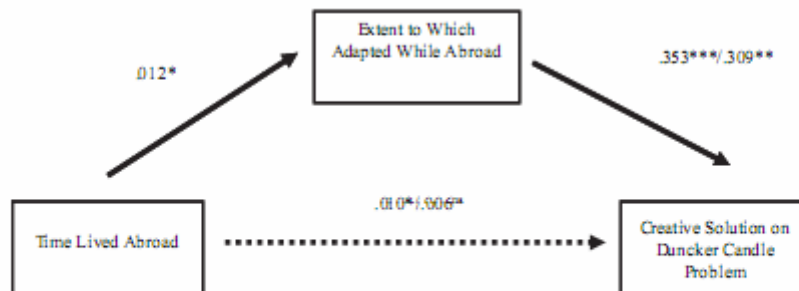 Extent to Which
Adapted While Abroad
.012*
.353***/.309**
.010*/.006ⁿˢ
Time Lived Abroad
Creative Solution on
Duncker Candle
Problem